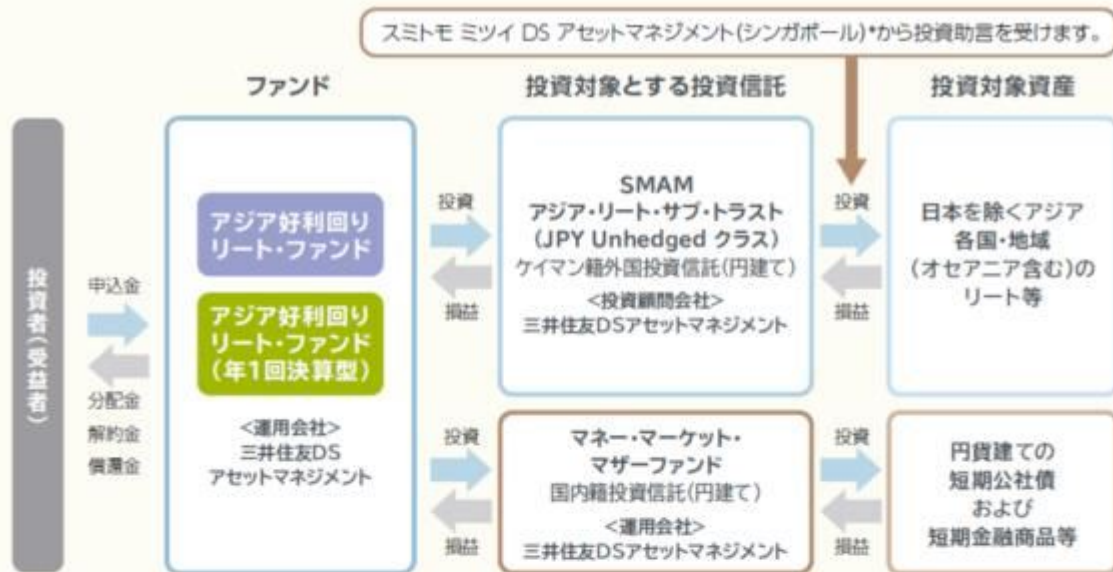 スミトモ ミツイ DS アセットマネジメント(シンガポール)*から投資助言を受けます。
ファンド
投資対象とする投資信託
投資対象資産
投資者(受益者)
申込金
分配金
解約金
償還金
アジア好利回り
リート・ファンド
アジア好利回り
リート・ファンド
(年1回決算型)
<運用会社>
三井住友DS
アセットマネジメント
投資
損益
SMAM
アジア・リート・サブ・トラスト
(JPY Unhedged クラス)
ケイマン籍外国投資信託(円建て)
<投資顧問会社>
三井住友DSアセットマネジメント
投資
損益
日本を除くアジア
各国・地域
(オセアニア含む)の
リート等
投資
損益
マネー・マーケット・
マザーファンド
国内籍投資信託(円建て)
<運用会社>
三井住友DSアセットマネジメント
投資
損益
円貨建ての
短期公社債
および
短期金融商品等